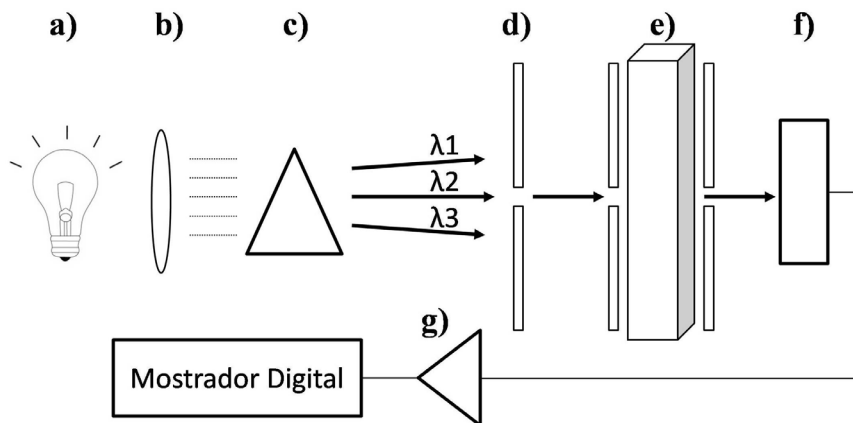 a) b) c) d) e) f)
λ1
λ2
λ3
g)
Mostrador Digital